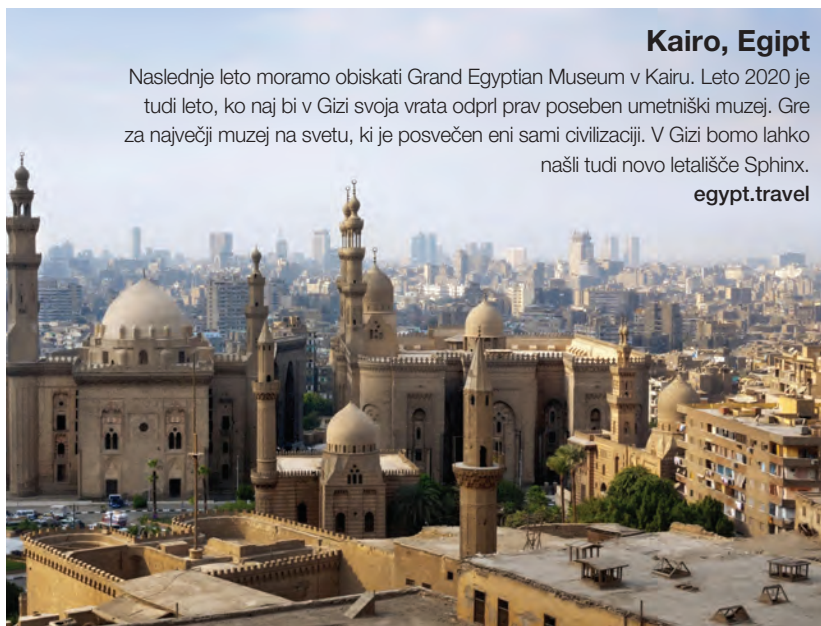 Kairo, Egipt
Naslednje leto moramo obiskati Grand Egyptian Museum v Kairu. Leto 2020 je
tudi leto, ko naj bi v Gizi svoja vrata odprl prav poseben umetniški muzej. Gre
za največji muzej na svetu, ki je posvečen eni sami civilizaciji. V Gizi bomo lahko
našli tudi novo letališče Sphinx.
egypt.travel